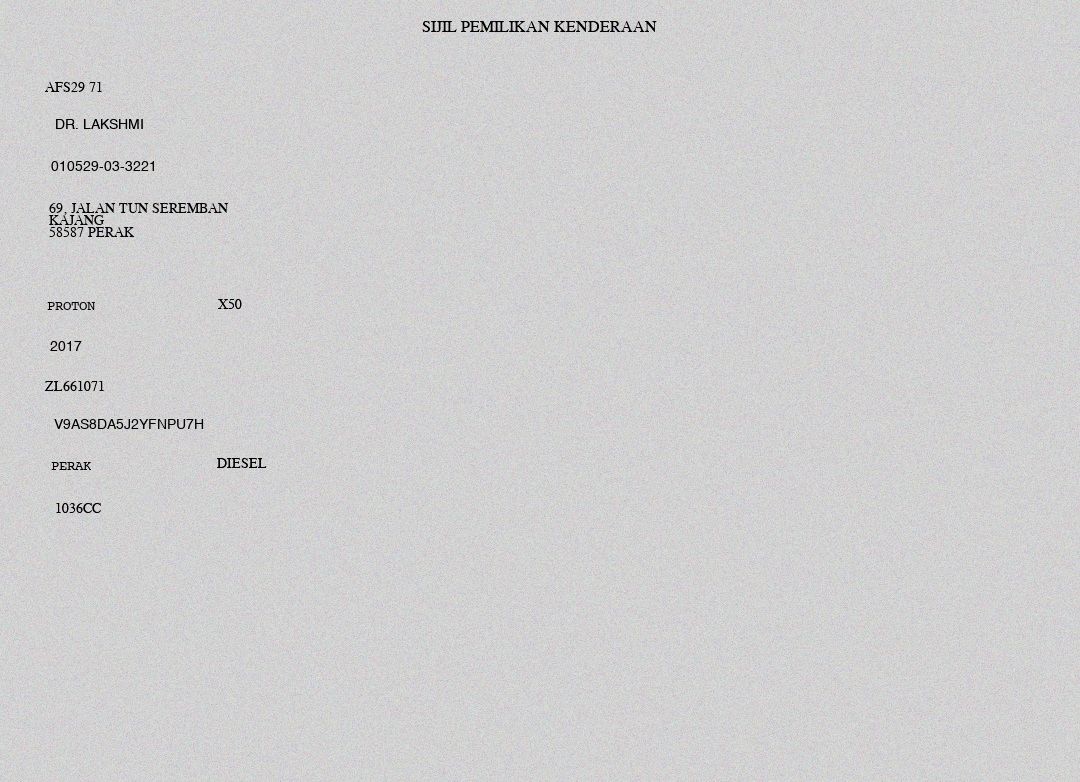 SIJIL PEMILIKAN KENDERAAN
AFS29 71
DR. LAKSHMI
010529-03-3221
69, JALAN TUN SEREMBAN
KAJANG
58587 PERAK
PROTON X50
2017
ZL661071
V9AS8DA5J2YFNPU7H
PERAK DIESEL
1036CC